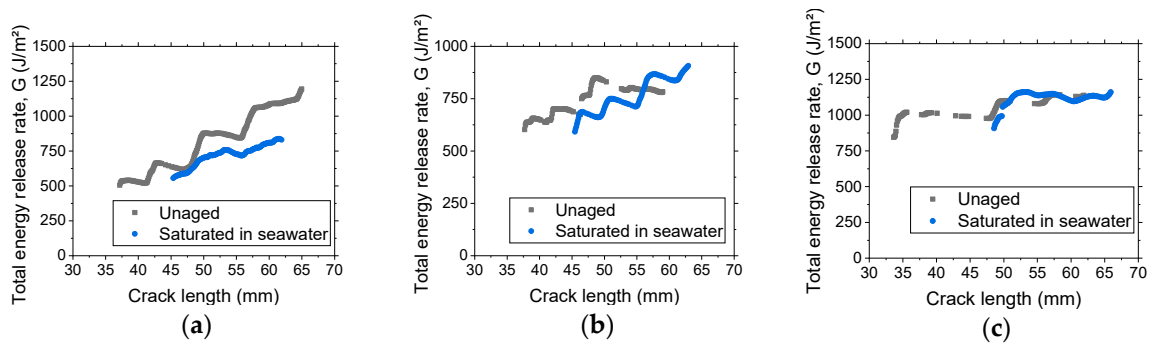 Total energy release rate, G (J/m²)
1500
1250
1000
750
500
250
0
Unaged
Saturated in seawater
30 35 40 45 50 55 60 65 70
Crack length (mm)
(a)
Total energy release rate, G (J/m²)
1000
750
500
250
0
Unaged
Saturated in seawater
30 35 40 45 50 55 60 65 70
Crack length (mm)
(b)
Total energy release rate, G (J/m²)
1500
1250
1000
750
500
250
0
Unaged
Saturated in seawater
30 35 40 45 50 55 60 65 70
Crack length (mm)
(c)